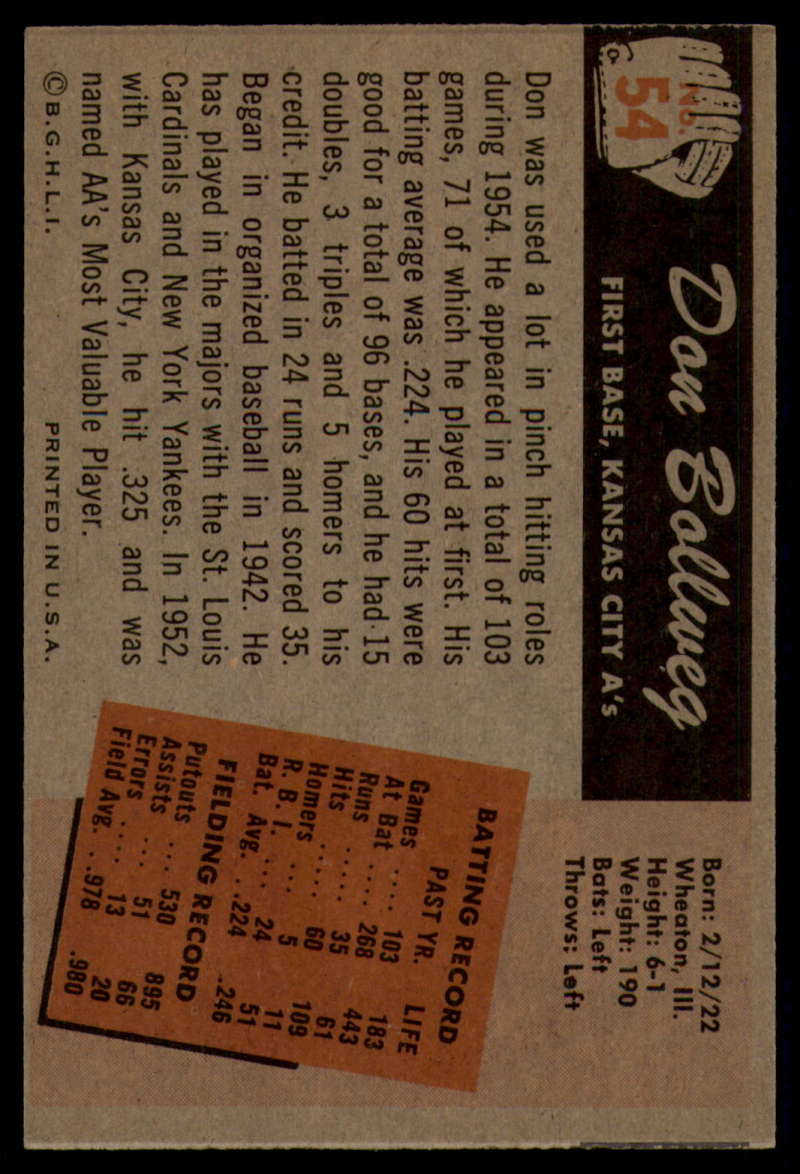 No.
54
Don Bollweg
FIRST BASE, KANSAS CITY A's
Born: 2/12/22
Wheaton, Ill.
Height: 6-1
Weight: 190
Bats: Left
Throws: Left
Don was used a lot in pinch hitting roles
during 1954. He appeared in a total of 103
games, 71 of which he played at first. His
batting average was .224. His 60 hits were
good for a total of 96 bases, and he had 15
doubles, 3 triples and 5 homers to his
credit. He batted in 24 runs and scored 35.
Began in organized baseball in 1942. He
has played in the majors with the St. Louis
Cardinals and New York Yankees. In 1952,
with Kansas City, he hit .325 and was
named AA's Most Valuable Player.
©B.G.H.L.I. PRINTED IN U.S.A.
BATTING RECORD
PAST YR. LIFE
Games .... 103 183
At Bat .... 268 443
Runs ..... 35 61
Hits ..... 60 109
Homers ... 5 11
R. B. I. ... 24 51
Bat. Avg. . .224 .246
FIELDING RECORD
Putouts ... 530 895
Assists ... 51 66
Errors .... 13 20
Field Avg. . .978 .980